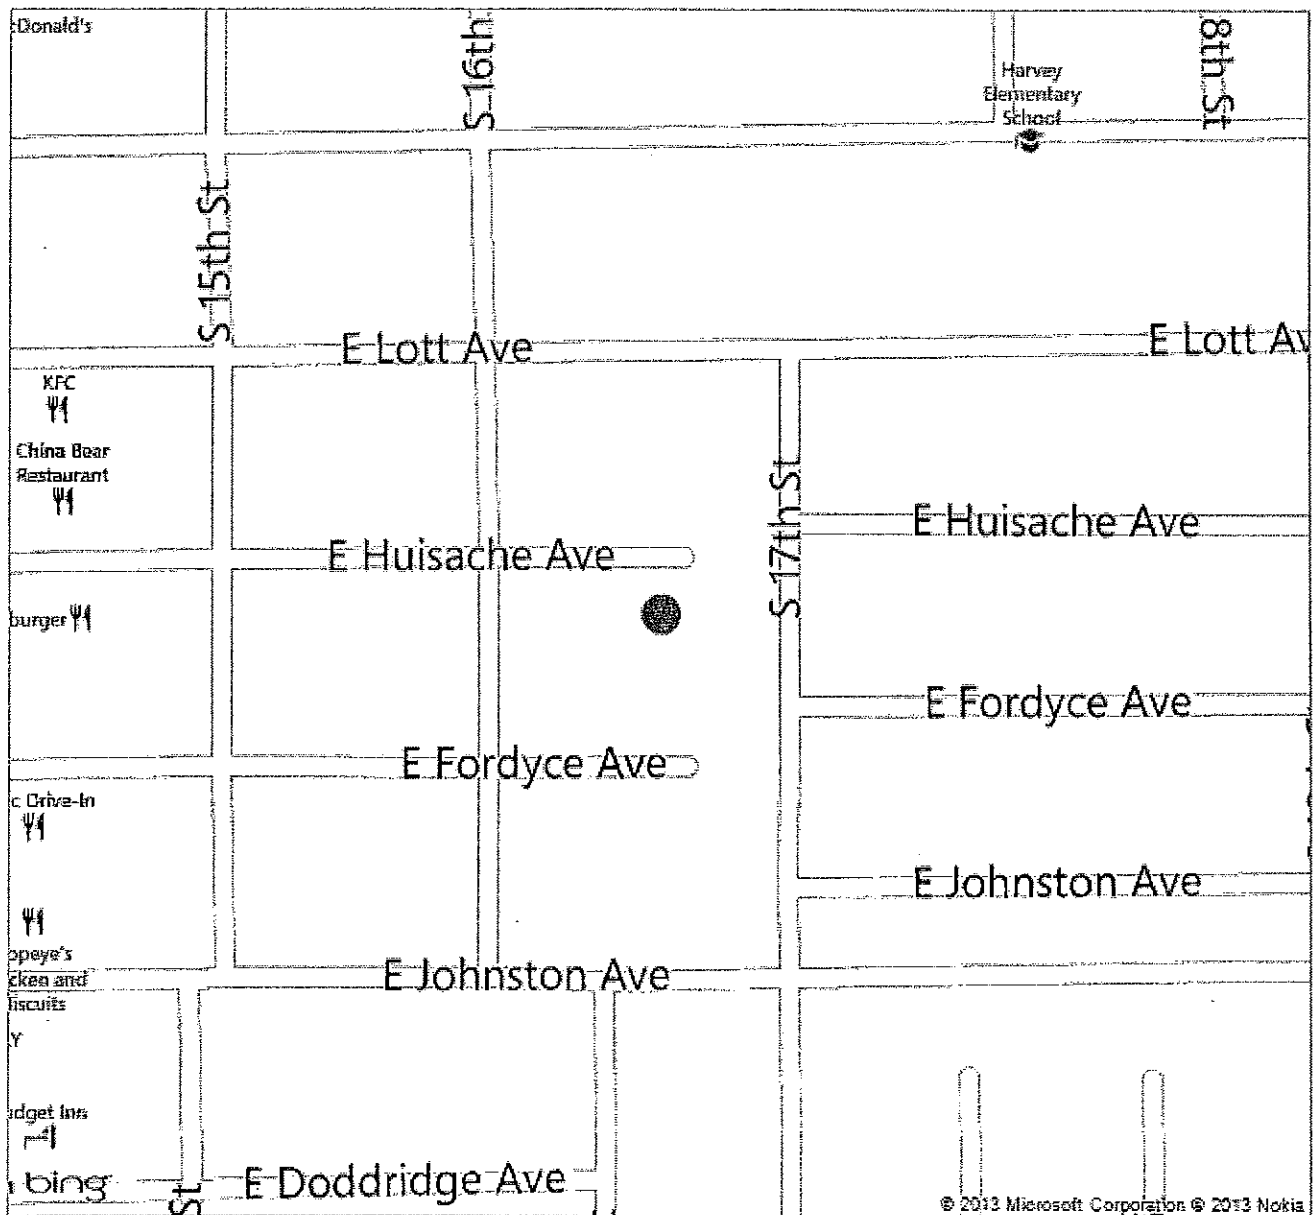 cDonald's
S 16th
8th St
Harvey
Elementary
School
S 15th St
E Lott Ave
E Lott Av
KFC
China Bear
Restaurant
S 17th St
E Huisache Ave
E Huisache Ave
burger
E Fordyce Ave
E Fordyce Ave
c Drive-In
E Johnston Ave
opeye's
cken and
iscuits
E Johnston Ave
Y
dget Inn
bing
St
E Doddridge Ave
© 2013 Microsoft Corporation © 2013 Nokia